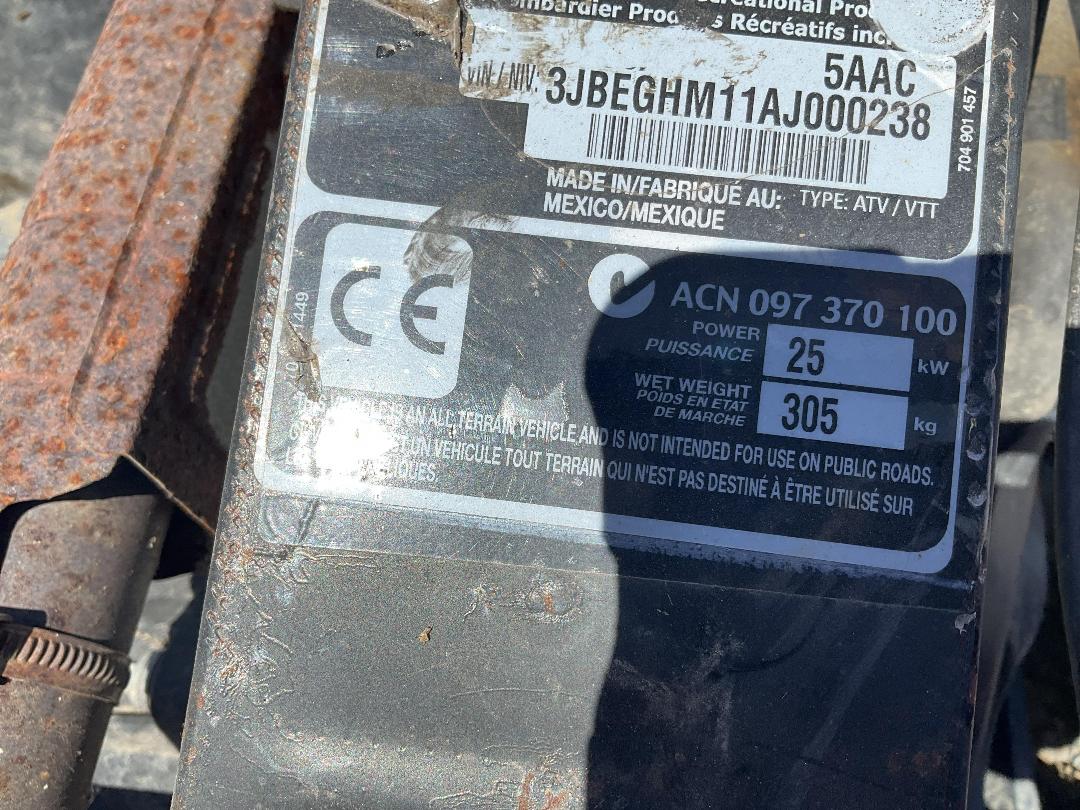 Products Récréatifs inc.
5AAC
VIN / NIV: 3JBEGHM11AJ000238
704 901 457
MADE IN/FABRIQUÉ AU: TYPE: ATV / VTT
MEXICO/MEXIQUE
CE
ACN 097 370 100
POWER
PUISSANCE 25 kW
WET WEIGHT
POIDS EN ETAT
DE MARCHE 305 kg
AN ALL TERRAIN VEHICLE AND IS NOT INTENDED FOR USE ON PUBLIC ROADS.
UN VEHICULE TOUT TERRAIN QUI N'EST PAS DESTINÉ À ÊTRE UTILISÉ SUR